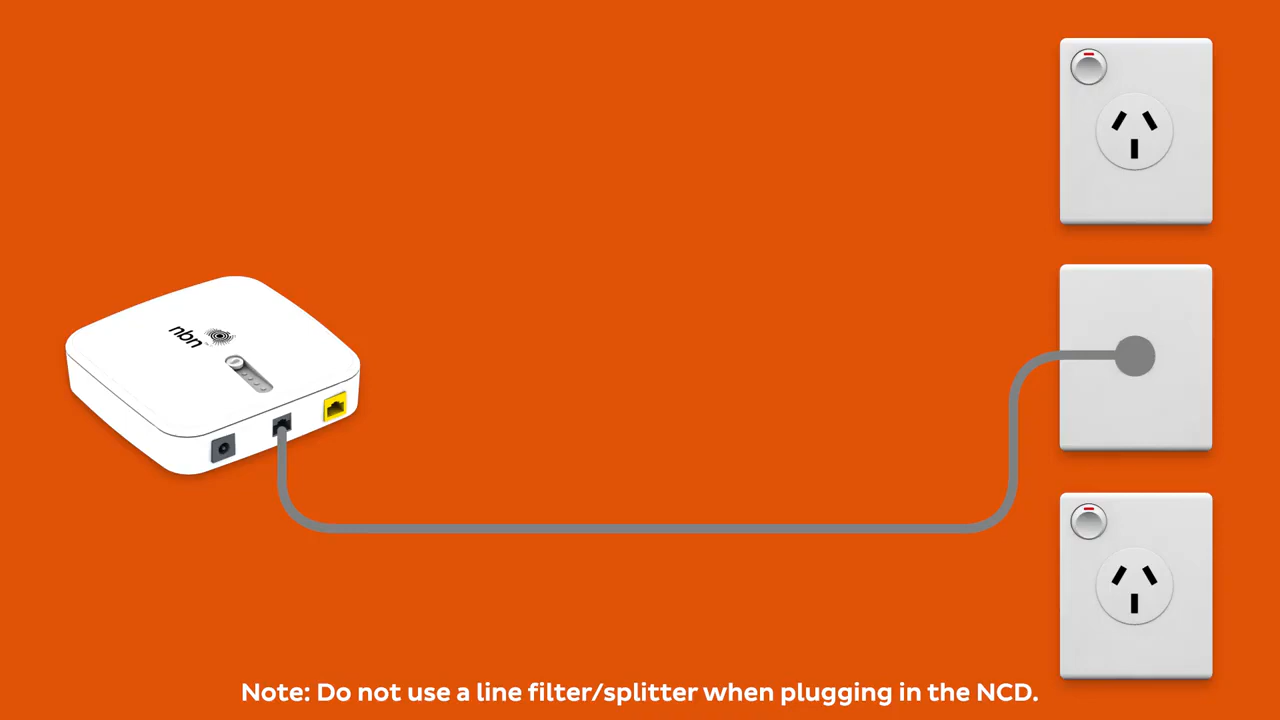 nbn
Note: Do not use a line filter/splitter when plugging in the NCD.